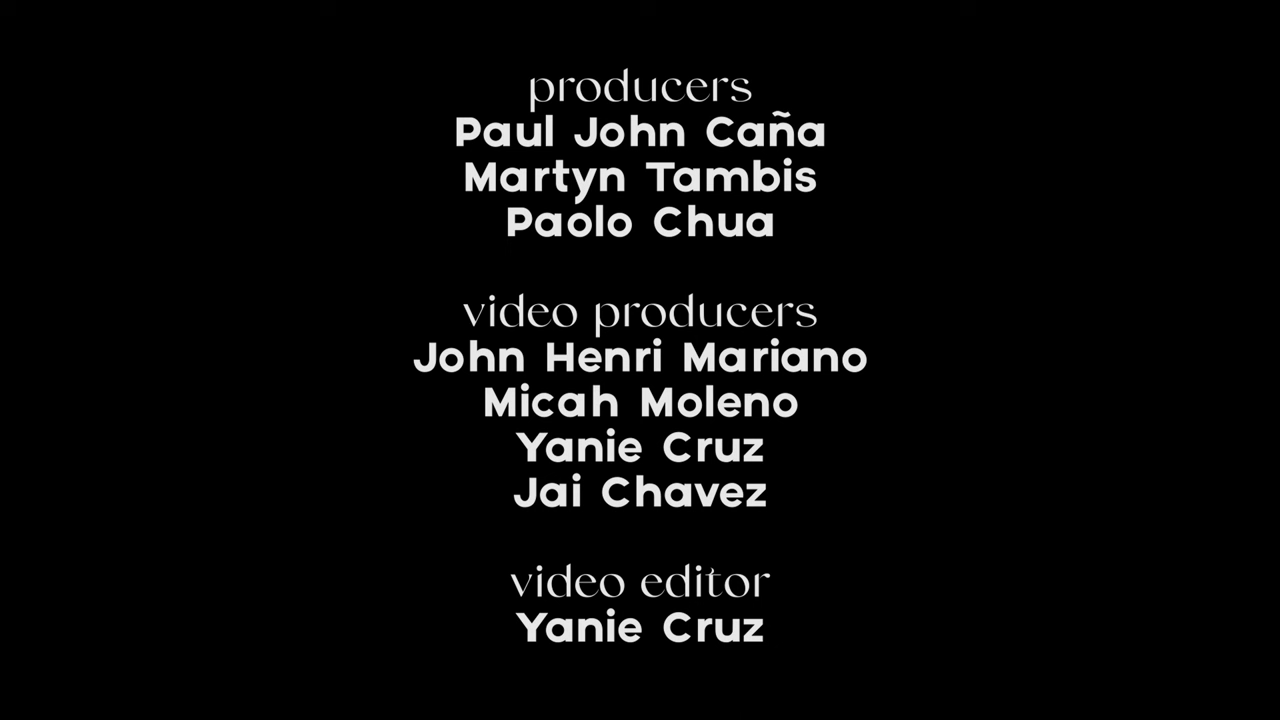 producers
Paul John Caña
Martyn Tambis
Paolo Chua
video producers
John Henri Mariano
Micah Moleno
Yanie Cruz
Jai Chavez
video editor
Yanie Cruz